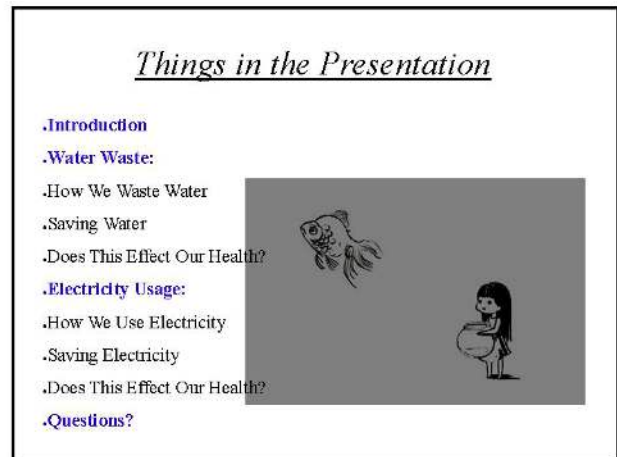 Things in the Presentation
.Introduction
.Water Waste:
.How We Waste Water
.Saving Water
.Does This Effect Our Health?
.Electricity Usage:
.How We Use Electricity
.Saving Electricity
.Does This Effect Our Health?
.Questions?